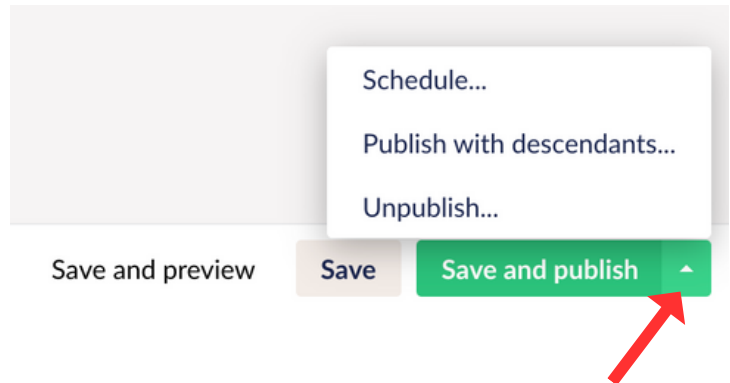 Schedule...
Publish with descendants...
Unpublish...
Save and preview Save Save and publish